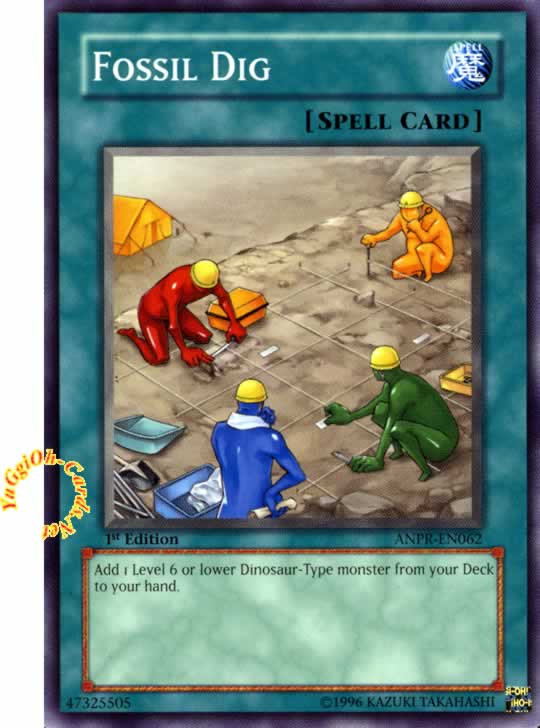 FOSSIL DIG
魔
[SPELL CARD]
YuGgiOh-Cards.Net
1st Edition
ANPR-EN062
Add 1 Level 6 or lower Dinosaur-Type monster from your Deck
to your hand.
47325505
©1996 KAZUKI TAKAHASHI